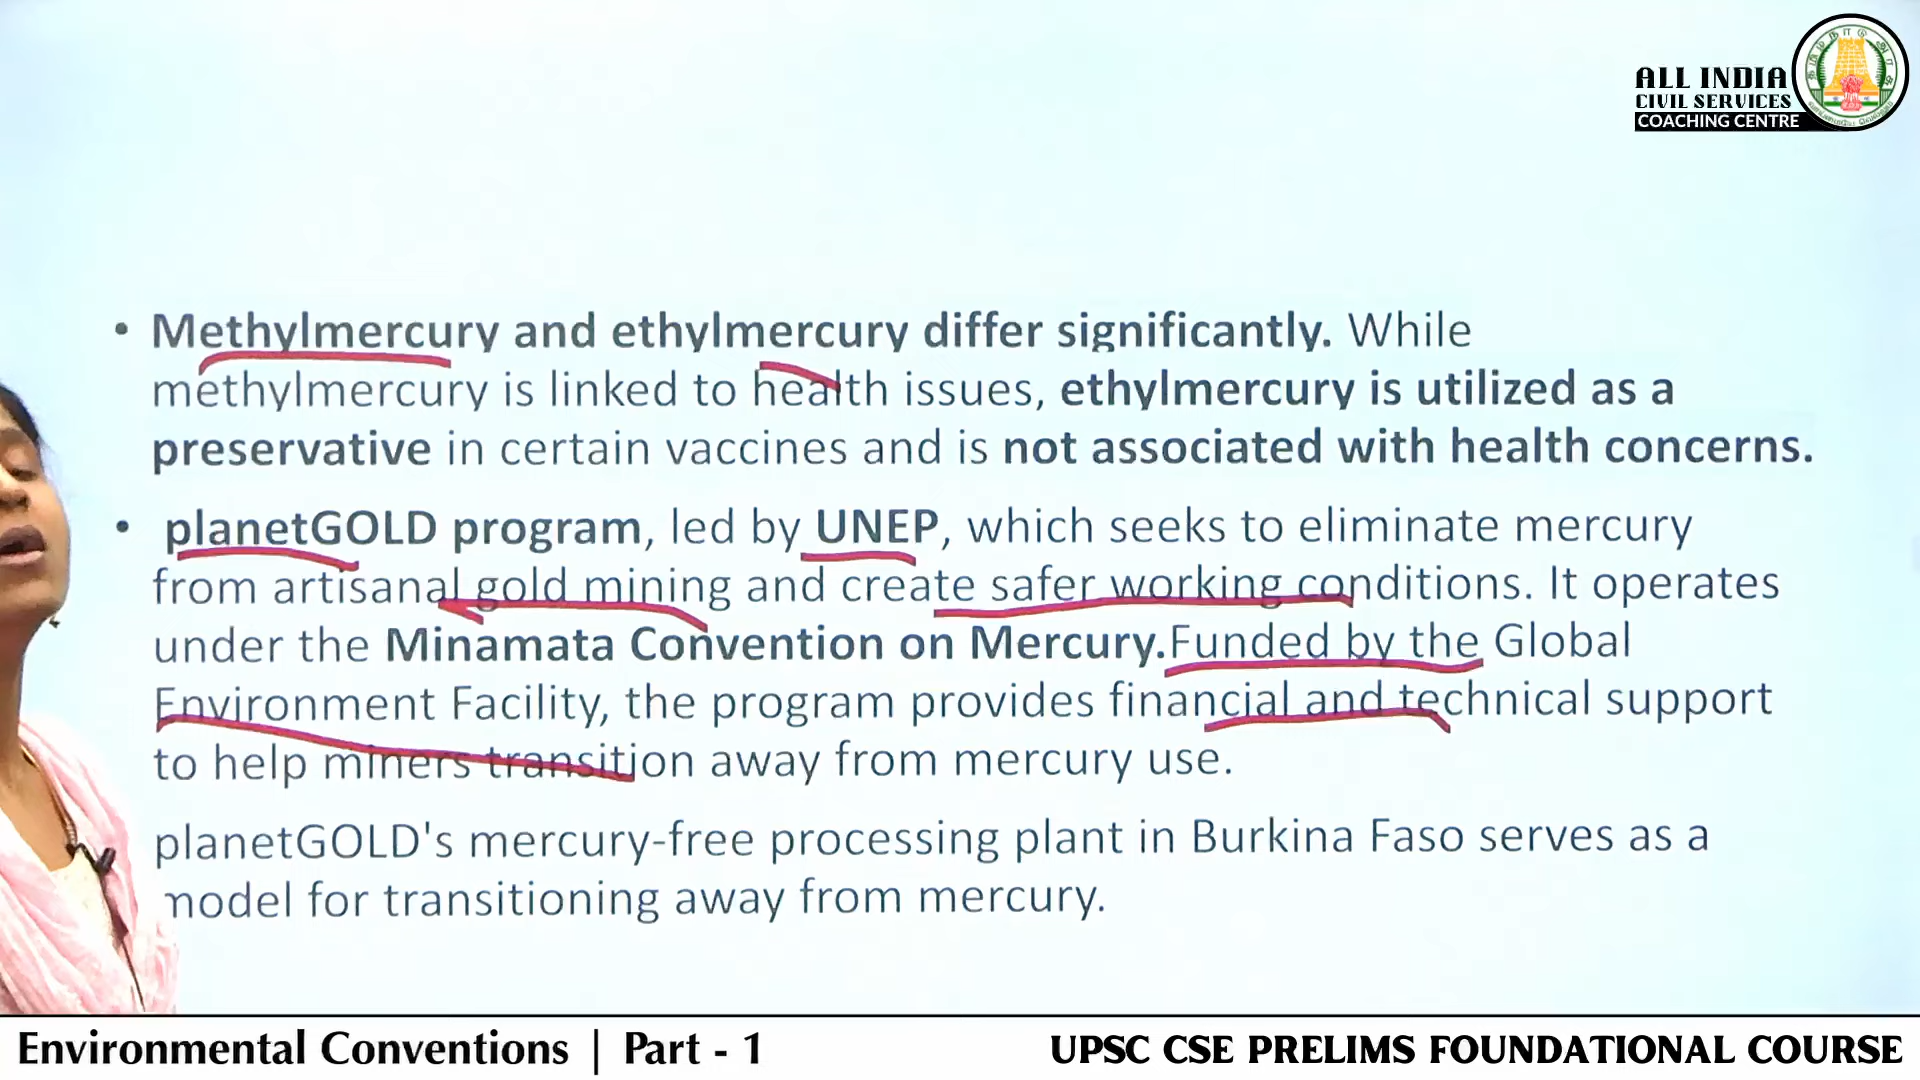 ALL INDIA
CIVIL SERVICES
COACHING CENTRE
• Methylmercury and ethylmercury differ significantly. While
methylmercury is linked to health issues, ethylmercury is utilized as a
preservative in certain vaccines and is not associated with health concerns.
• planetGOLD program, led by UNEP, which seeks to eliminate mercury
from artisanal gold mining and create safer working conditions. It operates
under the Minamata Convention on Mercury.Funded by the Global
Environment Facility, the program provides financial and technical support
to help miners transition away from mercury use.
planetGOLD's mercury-free processing plant in Burkina Faso serves as a
model for transitioning away from mercury.
Environmental Conventions | Part - 1
UPSC CSE PRELIMS FOUNDATIONAL COURSE